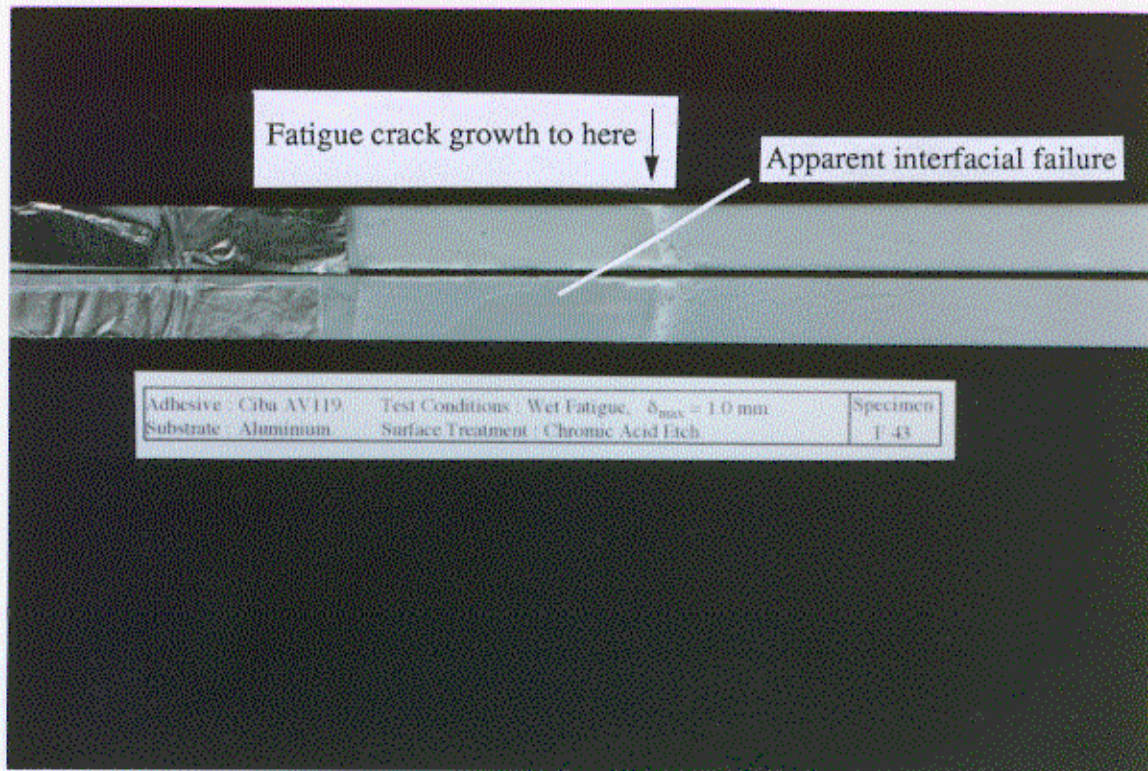 Fatigue crack growth to here
Apparent interfacial failure
Adhesive : Ciba AV119 Test Conditions : Wet Fatigue, δmax = 1.0 mm Specimen
Substrate : Aluminium Surface Treatment : Chromic Acid Etch F 43